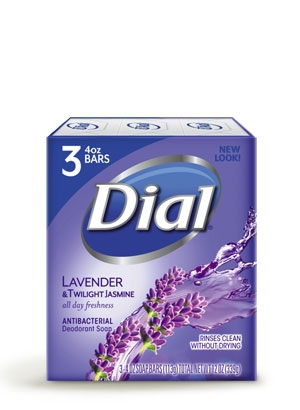 3 4oz BARS
NEW LOOK!
Dial
LAVENDER
& TWILIGHT JASMINE
all day freshness
ANTIBACTERIAL
Deodorant Soap
RINSES CLEAN
WITHOUT DRYING